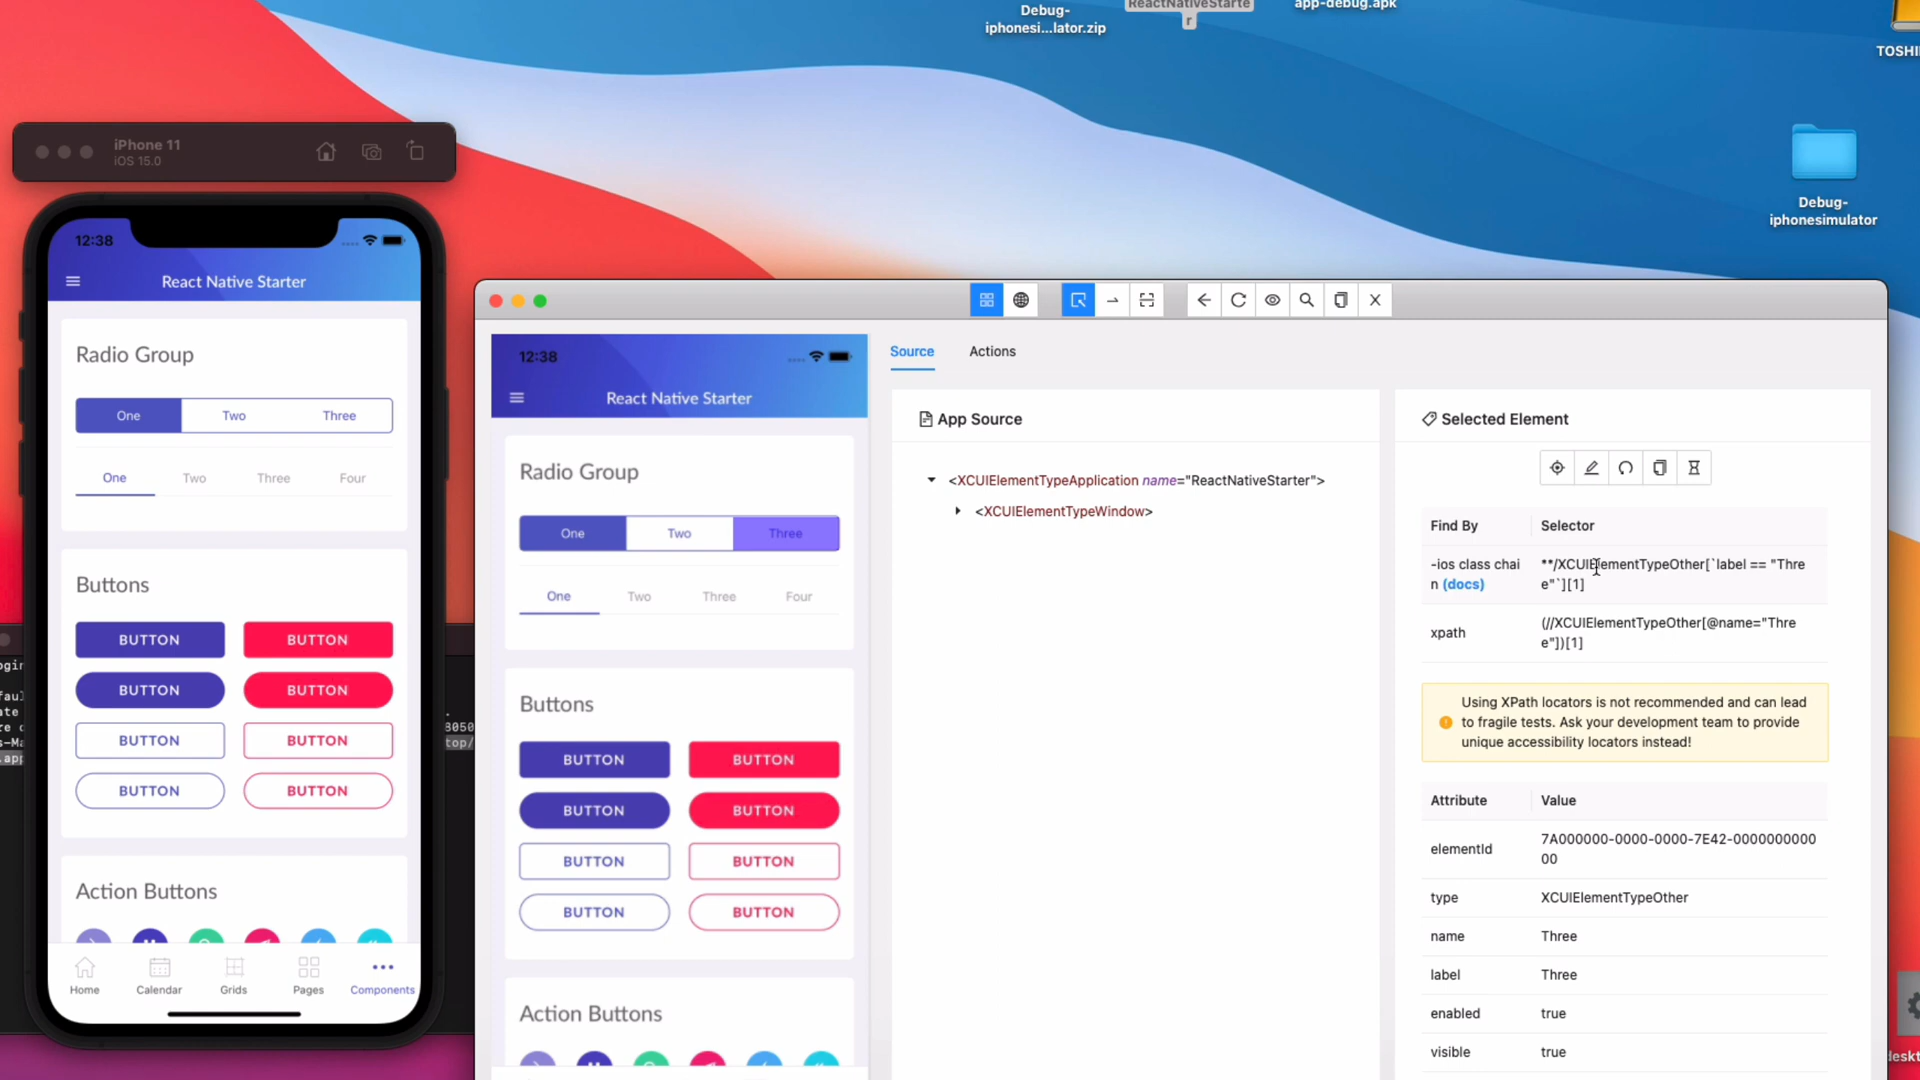 Debug-
iphonesi...lator.zip
ReactNativeStarte
r
app-debug.apk
Debug-
iphonesimulator
iPhone 11
iOS 15.0
12:38
React Native Starter
Radio Group
One Two Three
One Two Three Four
Buttons
BUTTON BUTTON
BUTTON BUTTON
BUTTON BUTTON
BUTTON BUTTON
Action Buttons
Home Calendar Grids Pages Components
12:38
React Native Starter
Radio Group
One Two Three
One Two Three Four
Buttons
BUTTON BUTTON
BUTTON BUTTON
BUTTON BUTTON
BUTTON BUTTON
Action Buttons
Source Actions
App Source
<XCUIElementTypeApplication name="ReactNativeStarter">
<XCUIElementTypeWindow>
Selected Element
Find By Selector
-ios class chai
n (docs)
**/XCUIElementTypeOther[`label == "Thre
e"`][1]
xpath
(//XCUIElementTypeOther[@name="Thre
e"])[1]
Using XPath locators is not recommended and can lead
to fragile tests. Ask your development team to provide
unique accessibility locators instead!
Attribute Value
elementId
7A000000-0000-0000-7E42-0000000000
00
type XCUIElementTypeOther
name Three
label Three
enabled true
visible true